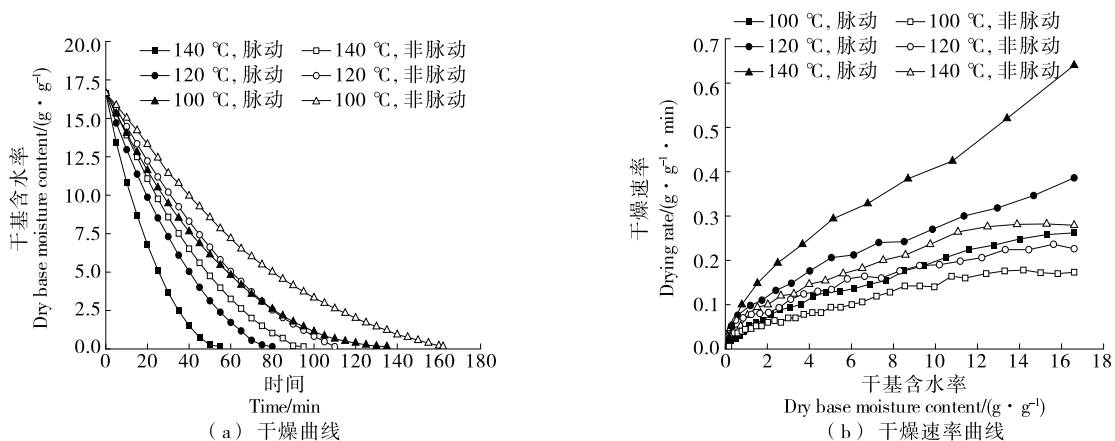 20.0
17.5
15.0
12.5
10.0
7.5
5.0
2.5
0.0
干基含水率
Dry base moisture content/(g·g⁻¹)
140 ℃, 脉动
140 ℃, 非脉动
120 ℃, 脉动
120 ℃, 非脉动
100 ℃, 脉动
100 ℃, 非脉动
0 20 40 60 80 100 120 140 160 180
时间
Time/min
(a) 干燥曲线
100 ℃, 脉动
100 ℃, 非脉动
120 ℃, 脉动
120 ℃, 非脉动
140 ℃, 脉动
140 ℃, 非脉动
0.7
0.6
0.5
0.4
0.3
0.2
0.1
0.0
干燥速率
Drying rate/(g·g⁻¹·min)
0 2 4 6 8 10 12 14 16 18
干基含水率
Dry base moisture content/(g·g⁻¹)
(b) 干燥速率曲线